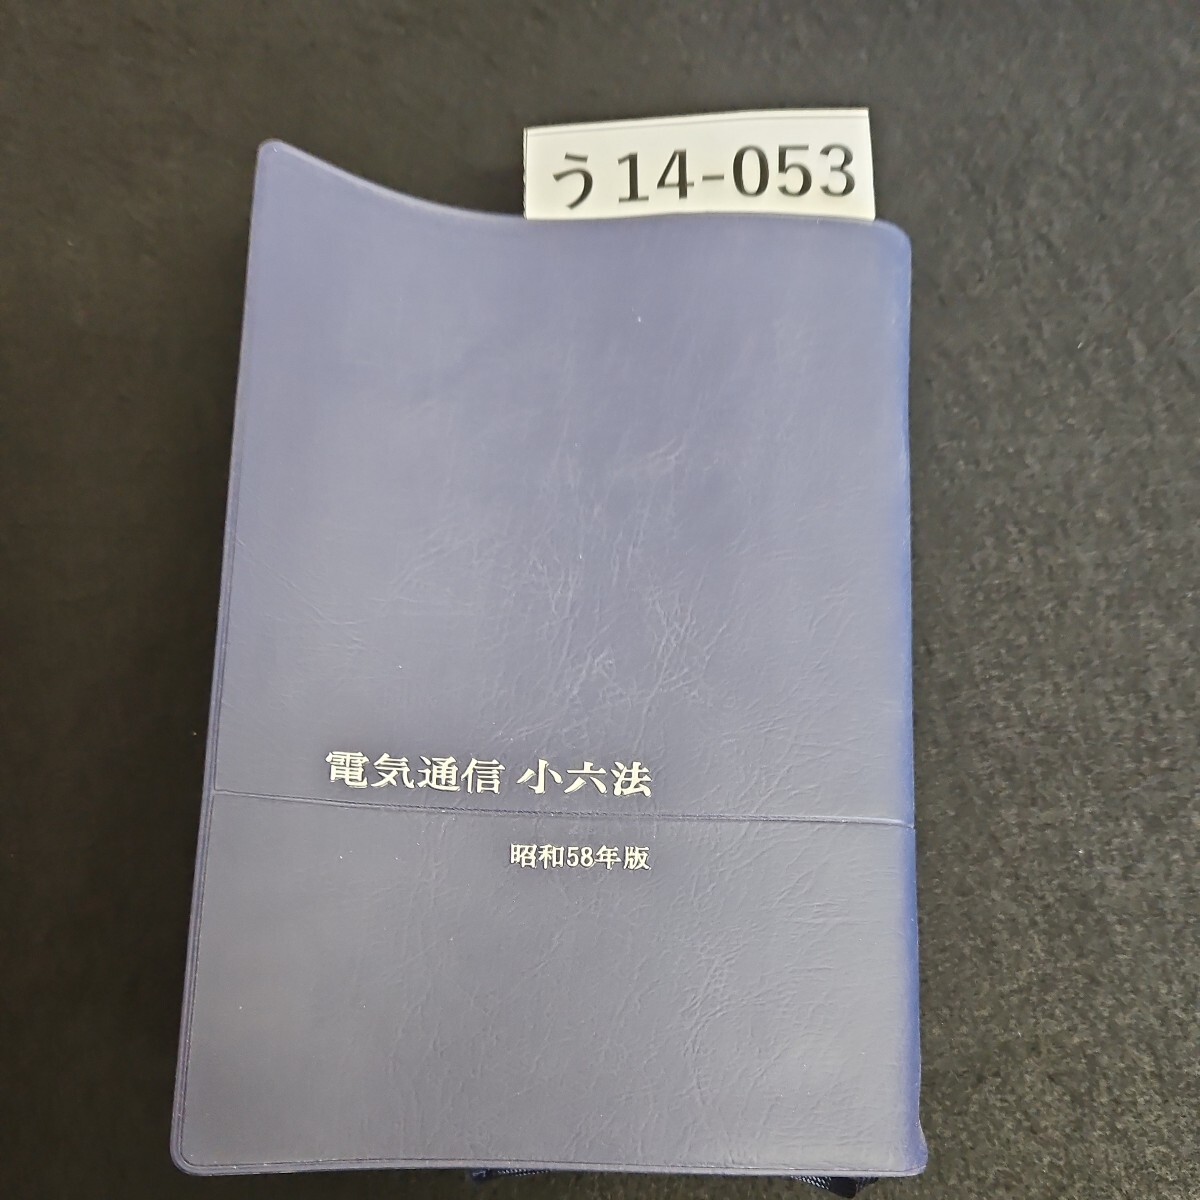 う14-053
電気通信 小六法
昭和58年版